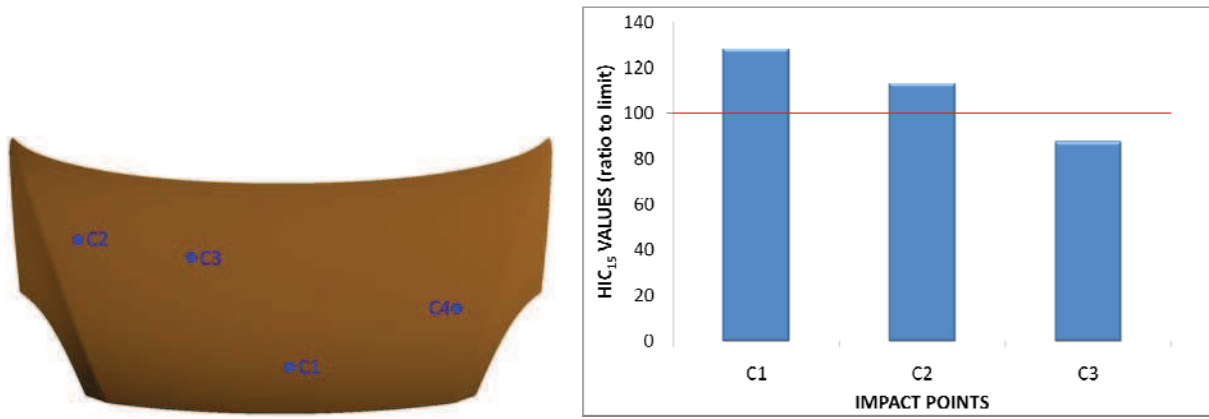 C2
C3
C4
C1
HIC15 VALUES (ratio to limit)
140
120
100
80
60
40
20
0
C1 C2 C3
IMPACT POINTS